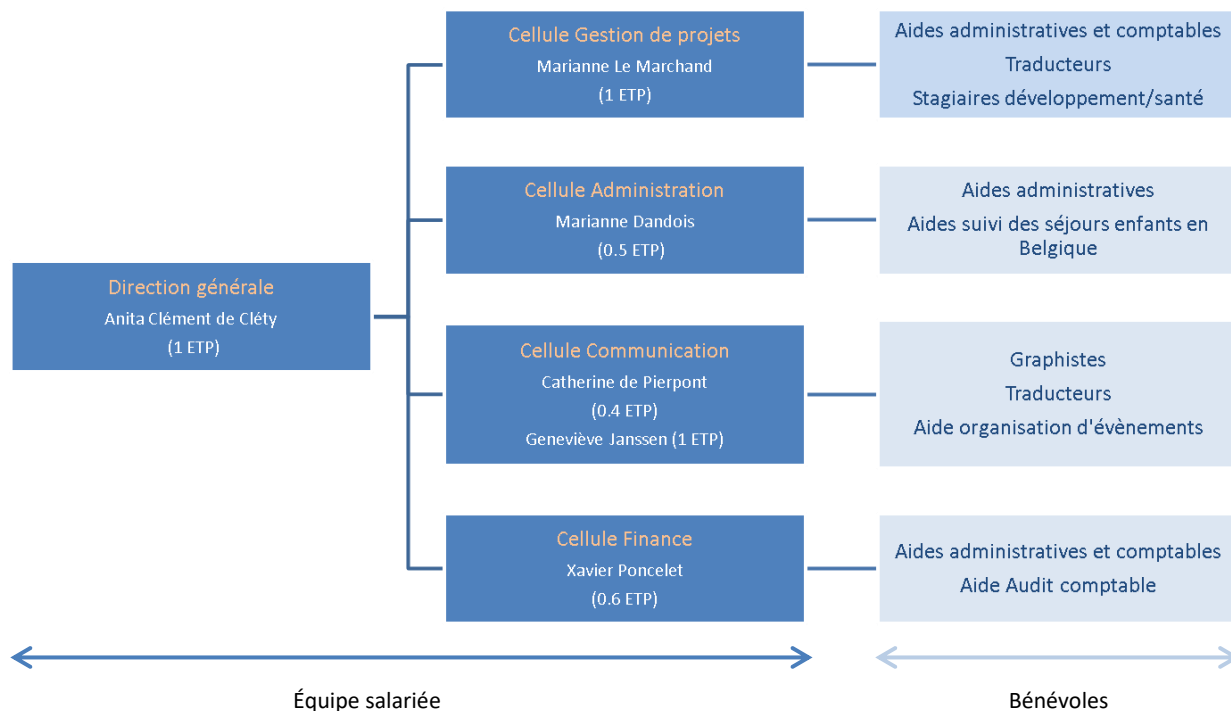 Direction générale
Anita Clément de Cléty
(1 ETP)
Cellule Gestion de projets
Marianne Le Marchand
(1 ETP)
Aides administratives et comptables
Traducteurs
Stagiaires développement/santé
Cellule Administration
Marianne Dandois
(0.5 ETP)
Aides administratives
Aides suivi des séjours enfants en
Belgique
Cellule Communication
Catherine de Pierpont
(0.4 ETP)
Geneviève Janssen (1 ETP)
Graphistes
Traducteurs
Aide organisation d'évènements
Cellule Finance
Xavier Poncelet
(0.6 ETP)
Aides administratives et comptables
Aide Audit comptable
Équipe salariée
Bénévoles